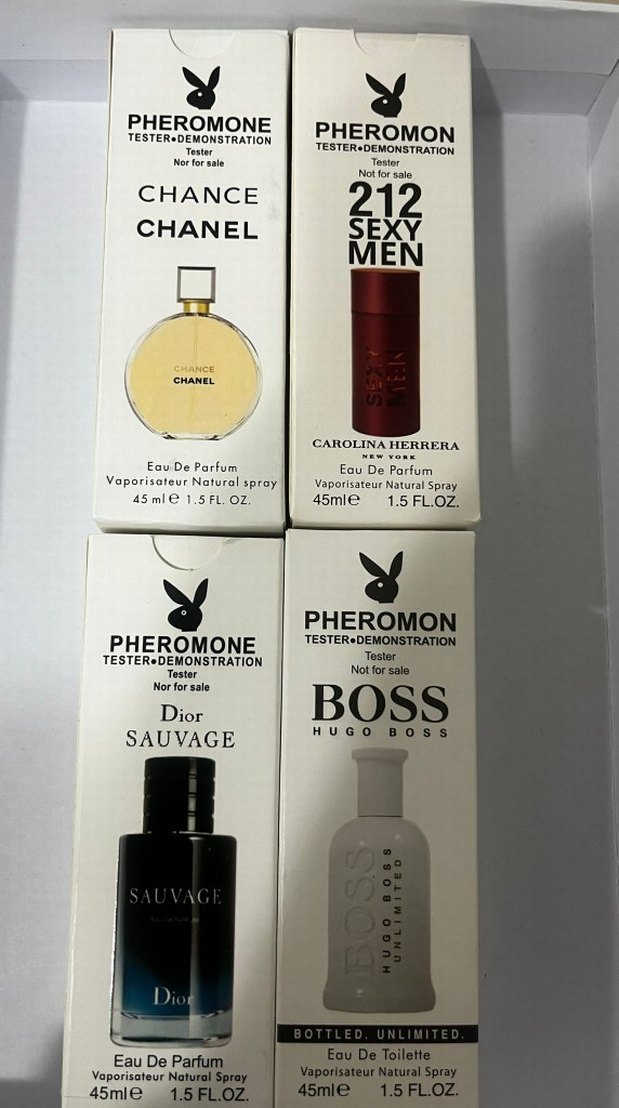 PHEROMONE
TESTER●DEMONSTRATION
Tester
Not for sale
CHANCE
CHANEL
CHANCE
CHANEL
Eau De Parfum
Vaporisateur Natural spray
45 ml e 1.5 FL. OZ.
PHEROMON
TESTER●DEMONSTRATION
Tester
Not for sale
212
SEXY
MEN
SEXY
MEN
CAROLINA HERRERA
NEW YORK
Eau De Parfum
Vaporisateur Natural Spray
45ml e 1.5 FL.OZ.
PHEROMONE
TESTER●DEMONSTRATION
Tester
Nor for sale
Dior
SAUVAGE
SAUVAGE
Dior
Eau De Parfum
Vaporisateur Natural Spray
45ml e 1.5 FL.OZ.
PHEROMON
TESTER●DEMONSTRATION
Tester
Not for sale
BOSS
HUGO BOSS
BOSS
HUGO BOSS
UNLIMITED
BOTTLED. UNLIMITED.
Eau De Toilette
Vaporisateur Natural Spray
45ml e 1.5 FL.OZ.